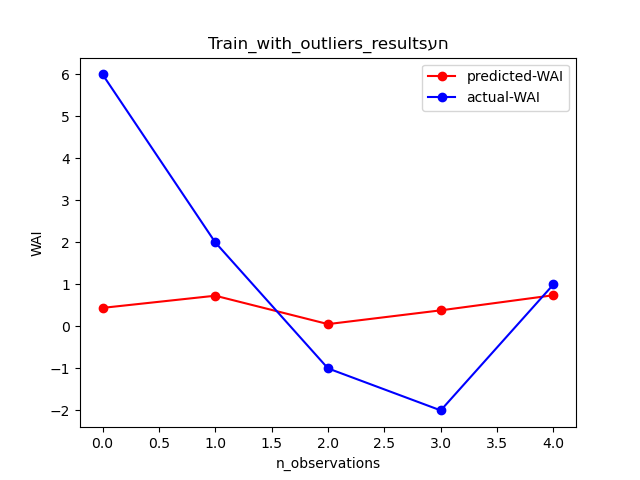 Train_with_outliers_resultsעח
predicted-WAI
actual-WAI
6
5
4
3
2
1
0
−1
−2
WAI
0.0 0.5 1.0 1.5 2.0 2.5 3.0 3.5 4.0
n_observations